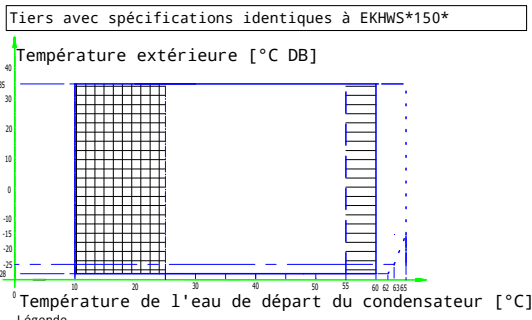 Tiers avec spécifications identiques à EKHWS*150*
Température extérieure [°C DB]
40
35
30
20
10
0
-10
-15
-20
-25
-28
0 10 20 30 40 50 55 60 62 63 65
Température de l'eau de départ du condensateur [°C]
Légende